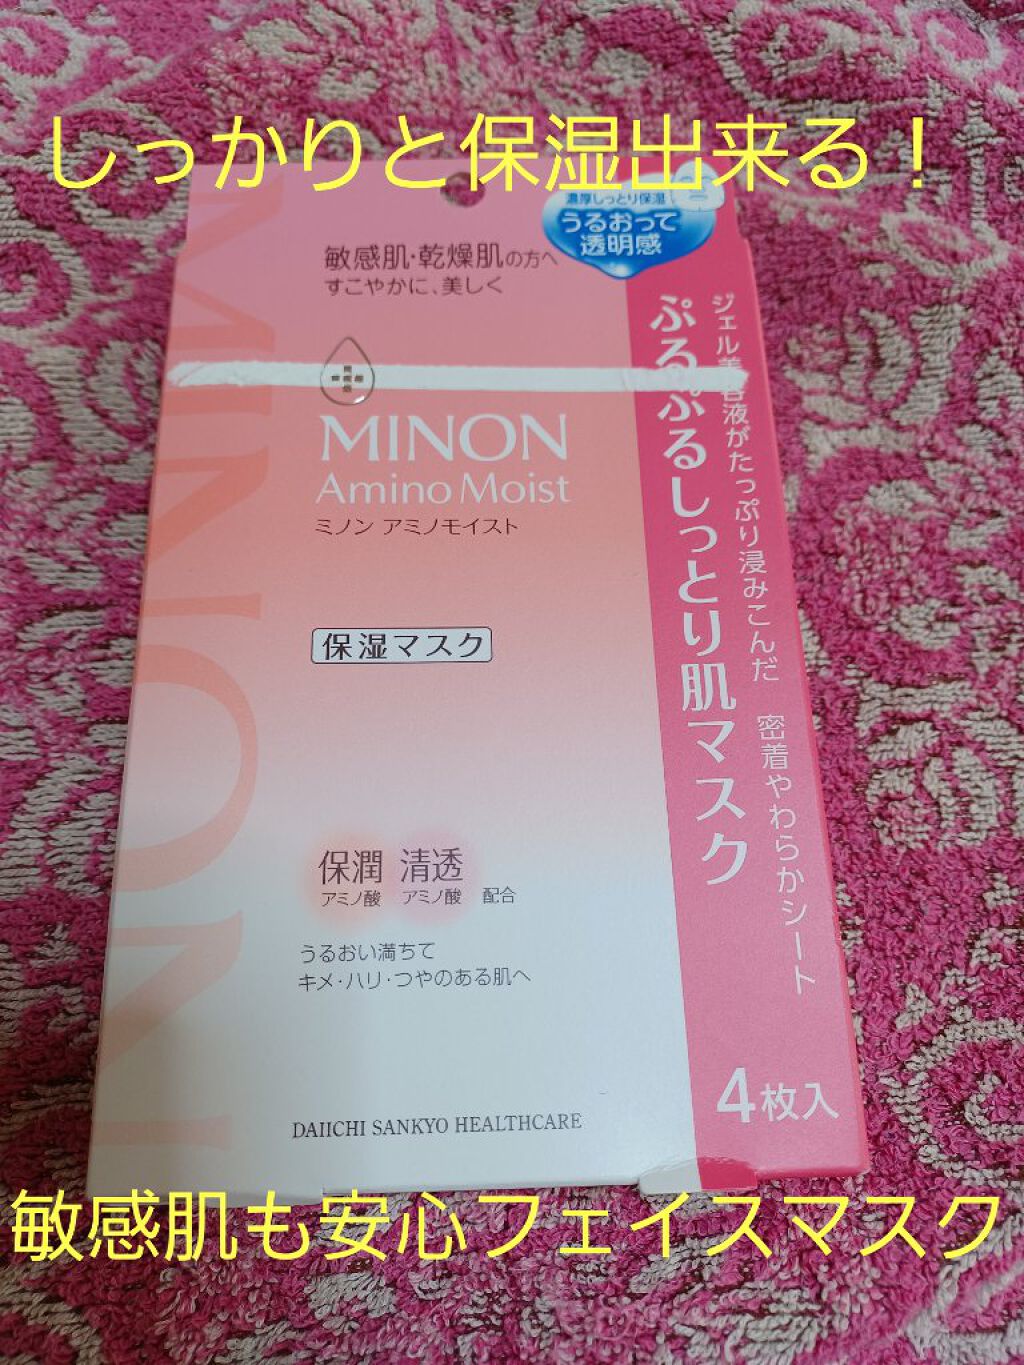 しっかりと保湿出来る！
濃厚しっとり保湿
うるおって
透明感
敏感肌・乾燥肌の方へ
すこやかに、美しく
MINON
Amino Moist
ミノン アミノモイスト
保湿マスク
ジェル美容液がたっぷり浸みこんだ 密着やわらかシート
ぷるぷるしっとり肌マスク
保潤 清透
アミノ酸 アミノ酸 配合
うるおい満ちて
キメ・ハリ・つやのある肌へ
4枚入
DAIICHI SANKYO HEALTHCARE
MINON
敏感肌も安心フェイスマスク